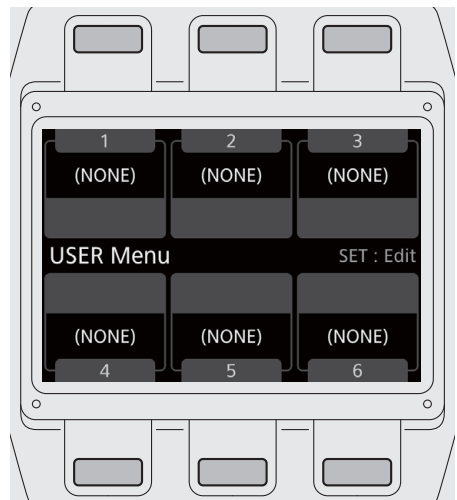 1 2 3
(NONE) (NONE) (NONE)
USER Menu SET : Edit
(NONE) (NONE) (NONE)
4 5 6